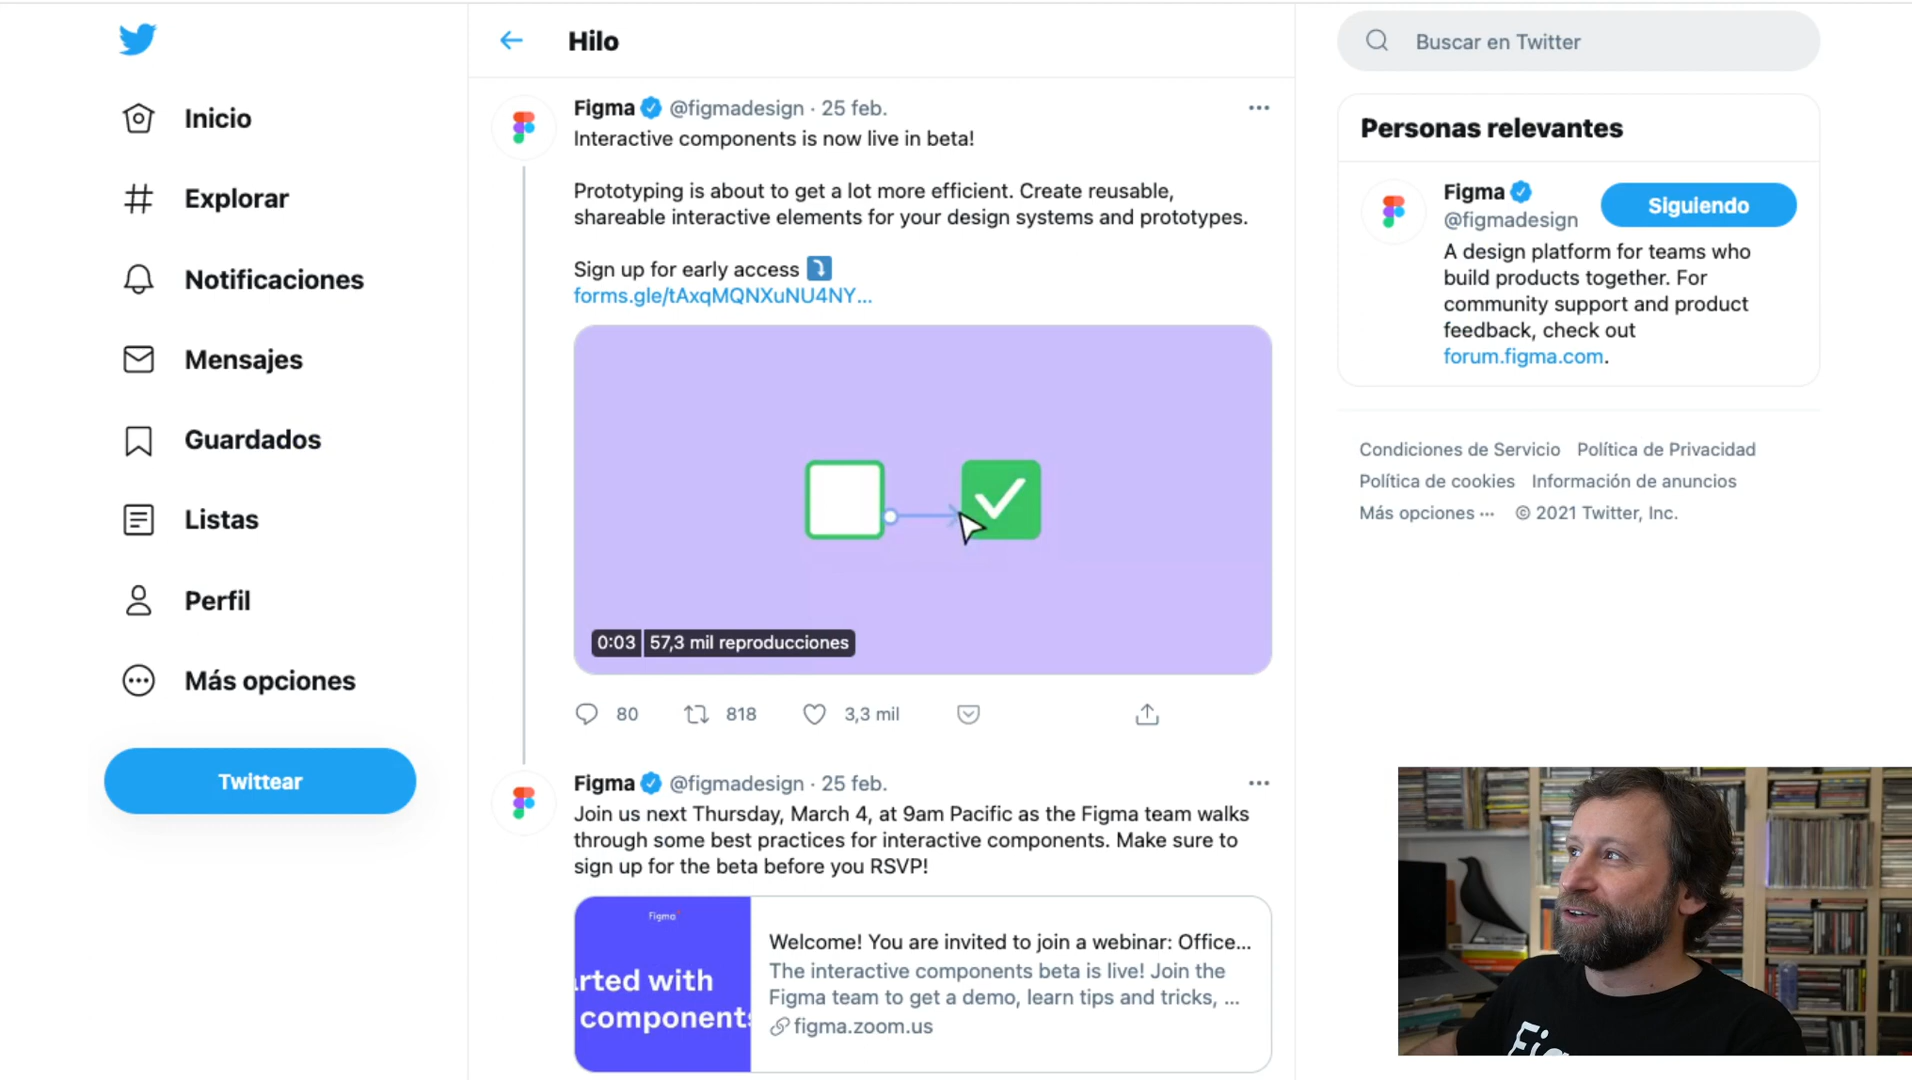 Inicio
Explorar
Notificaciones
Mensajes
Guardados
Listas
Perfil
Más opciones
Twittear
Hilo
Figma @figmadesign · 25 feb.
Interactive components is now live in beta!
Prototyping is about to get a lot more efficient. Create reusable,
shareable interactive elements for your design systems and prototypes.
Sign up for early access
forms.gle/tAxqMQNXuNU4NY...
0:03 57,3 mil reproducciones
80 818 3,3 mil
Figma @figmadesign · 25 feb.
Join us next Thursday, March 4, at 9am Pacific as the Figma team walks
through some best practices for interactive components. Make sure to
sign up for the beta before you RSVP!
Figma
arted with
components
Welcome! You are invited to join a webinar: Office...
The interactive components beta is live! Join the
Figma team to get a demo, learn tips and tricks, ...
figma.zoom.us
Buscar en Twitter
Personas relevantes
Figma
@figmadesign
Siguiendo
A design platform for teams who
build products together. For
community support and product
feedback, check out
forum.figma.com.
Condiciones de Servicio Política de Privacidad
Política de cookies Información de anuncios
Más opciones ··· © 2021 Twitter, Inc.